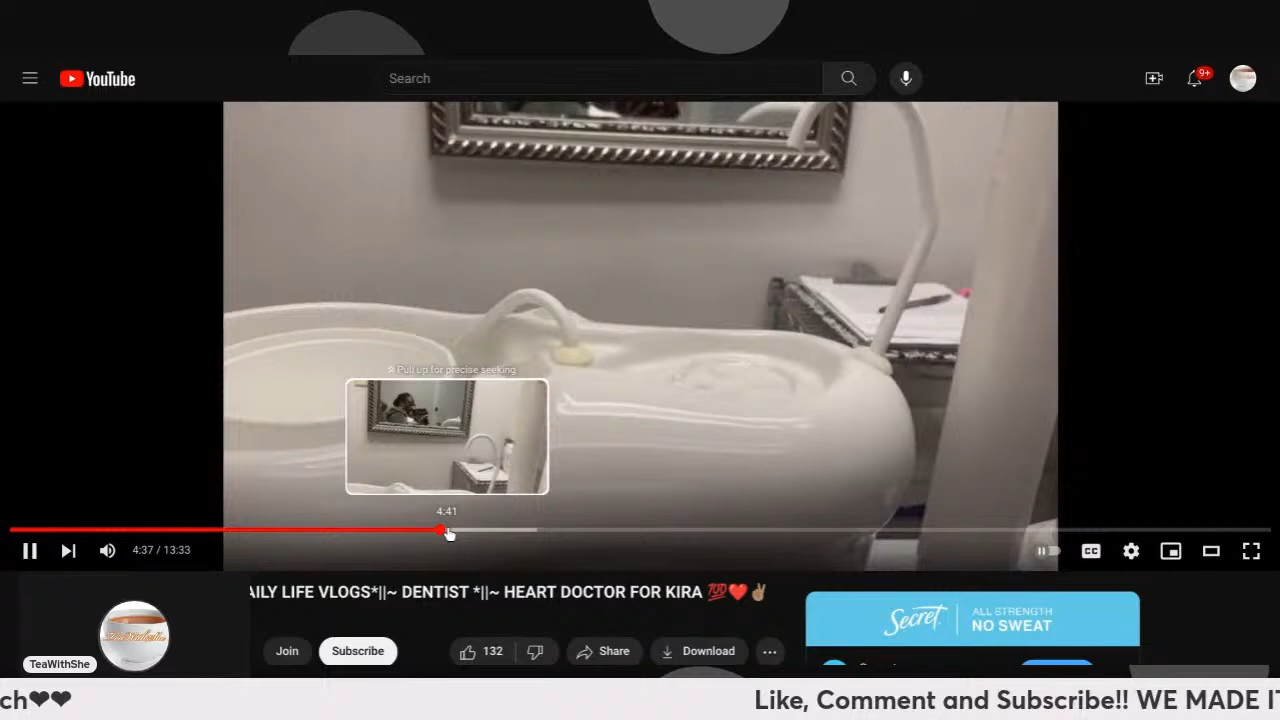 YouTube
Search
9+
Pull up for precise seeking
4:41
4:37 / 13:33
CC
AILY LIFE VLOGS*||~ DENTIST *||~ HEART DOCTOR FOR KIRA 💯❤️✌🏽
Secret
ALL STRENGTH
NO SWEAT
Join
Subscribe
132
Share
Download
TeaWithShe
TeaWithShe
ch❤❤
Like, Comment and Subscribe!! WE MADE IT